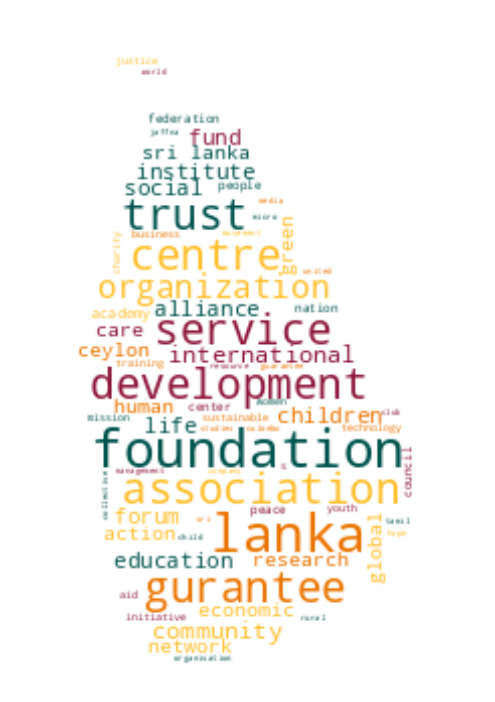 justice
world
federation
jaffna
fund
sri lanka
institute
social
people
trust
media
micro
green
business
charity
centre
united
organization
alliance
nation
academy
care
service
ceylon
international
training
resource
guarantee
development
women
human
center
children
club
mission
life
sustainable
studies
colombo
technology
foundation
council
management
company
association
collective
peace
youth
forum
sri
lanka
tamil
action
child
hope
global
education
research
gurantee
aid
economic
initiative
rural
community
network
organisation